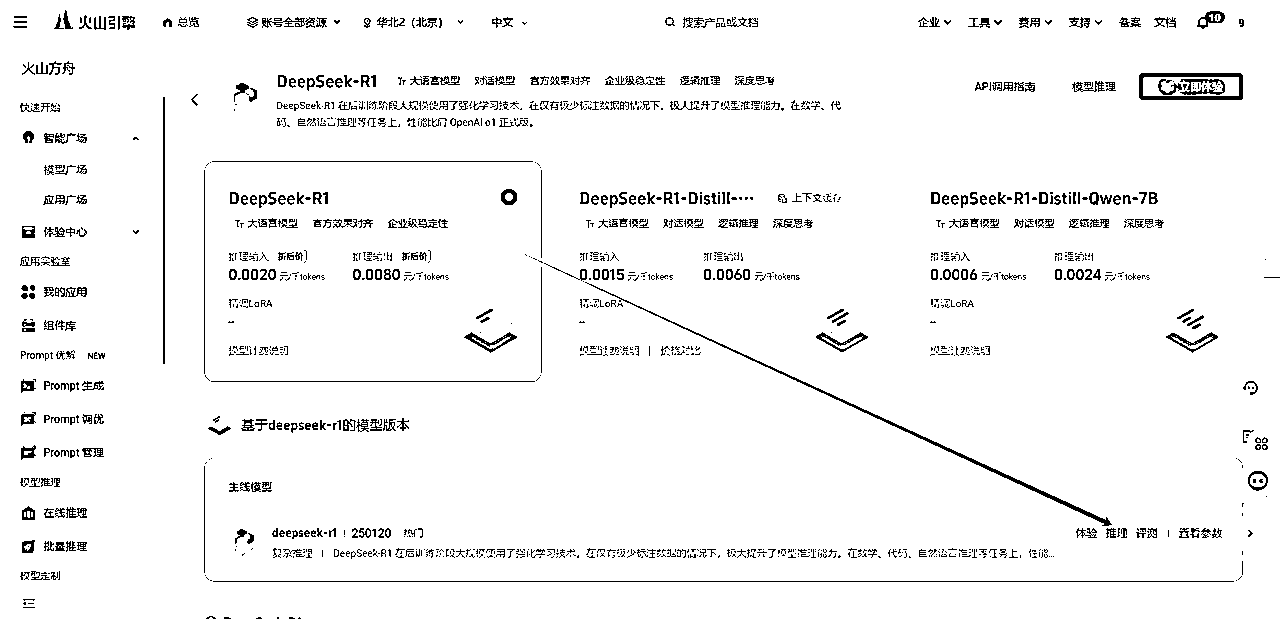 火山引擎 总览 账号全部资源 华北2（北京） 中文 搜索产品或文档 企业 工具 费用 支持 备案 文档 10
火山方舟
快速开始
智能广场
模型广场
应用广场
体验中心
应用实验室
我的应用
组件库
Prompt 优解 NEW
Prompt 生成
Prompt 调优
Prompt 管理
模型推理
在线推理
批量推理
模型定制
DeepSeek-R1 大语言模型 对话模型 官方效果对齐 企业级稳定性 逻辑推理 深度思考
DeepSeek-R1 在后训练阶段大规模使用了强化学习技术，在仅有极少标注数据的情况下，极大提升了模型推理能力。在数学、代
码、自然语言推理等任务上，性能比肩 OpenAI o1 正式版。
API调用指南 模型推理 立即体验
DeepSeek-R1
大语言模型 官方效果对齐 企业级稳定性
推理输入 折后价 推理输出 折后价
0.0020 元/千tokens 0.0080 元/千tokens
精调LoRA
–
模型计费说明
DeepSeek-R1-Distill-··· 上下文缓存
大语言模型 对话模型 逻辑推理 深度思考
推理输入 推理输出
0.0015 元/千tokens 0.0060 元/千tokens
精调LoRA
–
模型计费说明 |
DeepSeek-R1-Distill-Qwen-7B
大语言模型 对话模型 逻辑推理 深度思考
推理输入 推理输出
0.0006 元/千tokens 0.0024 元/千tokens
精调LoRA
–
模型计费说明
基于deepseek-r1的模型版本
主线模型
deepseek-r1 | 250120 热门
体验 推理 评测 | 查看参数
复杂推理 | DeepSeek-R1 在后训练阶段大规模使用了强化学习技术，在仅有极少标注数据的情况下，极大提升了模型推理能力。在数学、代码、自然语言推理等任务上，性能...